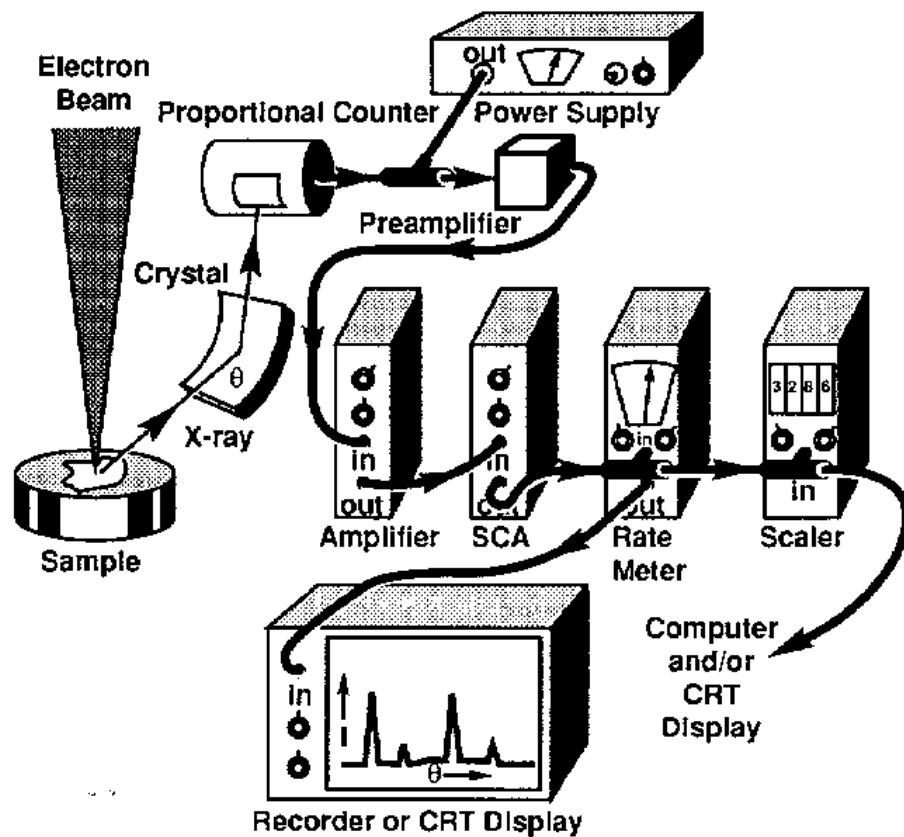 Electron
Beam
out
Proportional Counter
Power Supply
Preamplifier
Crystal
θ
X-ray
Sample
in
out
Amplifier
in
out
SCA
in
out
Rate
Meter
3 2 8 6
in
Scaler
Computer
and/or
CRT
Display
in
I
θ
Recorder or CRT Display